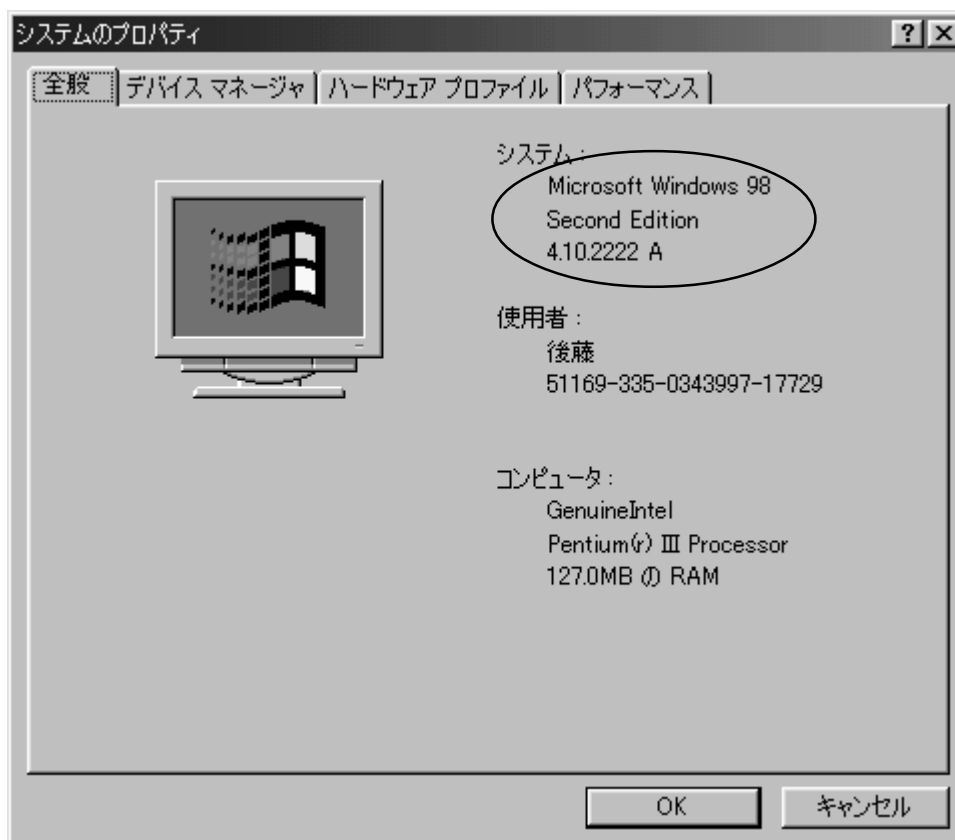 システムのプロパティ
全般 デバイス マネージャ ハードウェア プロファイル パフォーマンス
システム :
Microsoft Windows 98
Second Edition
4.10.2222 A
使用者 :
後藤
51169-335-0343997-17729
コンピュータ :
GenuineIntel
Pentium(r) III Processor
127.0MB の RAM
OK キャンセル